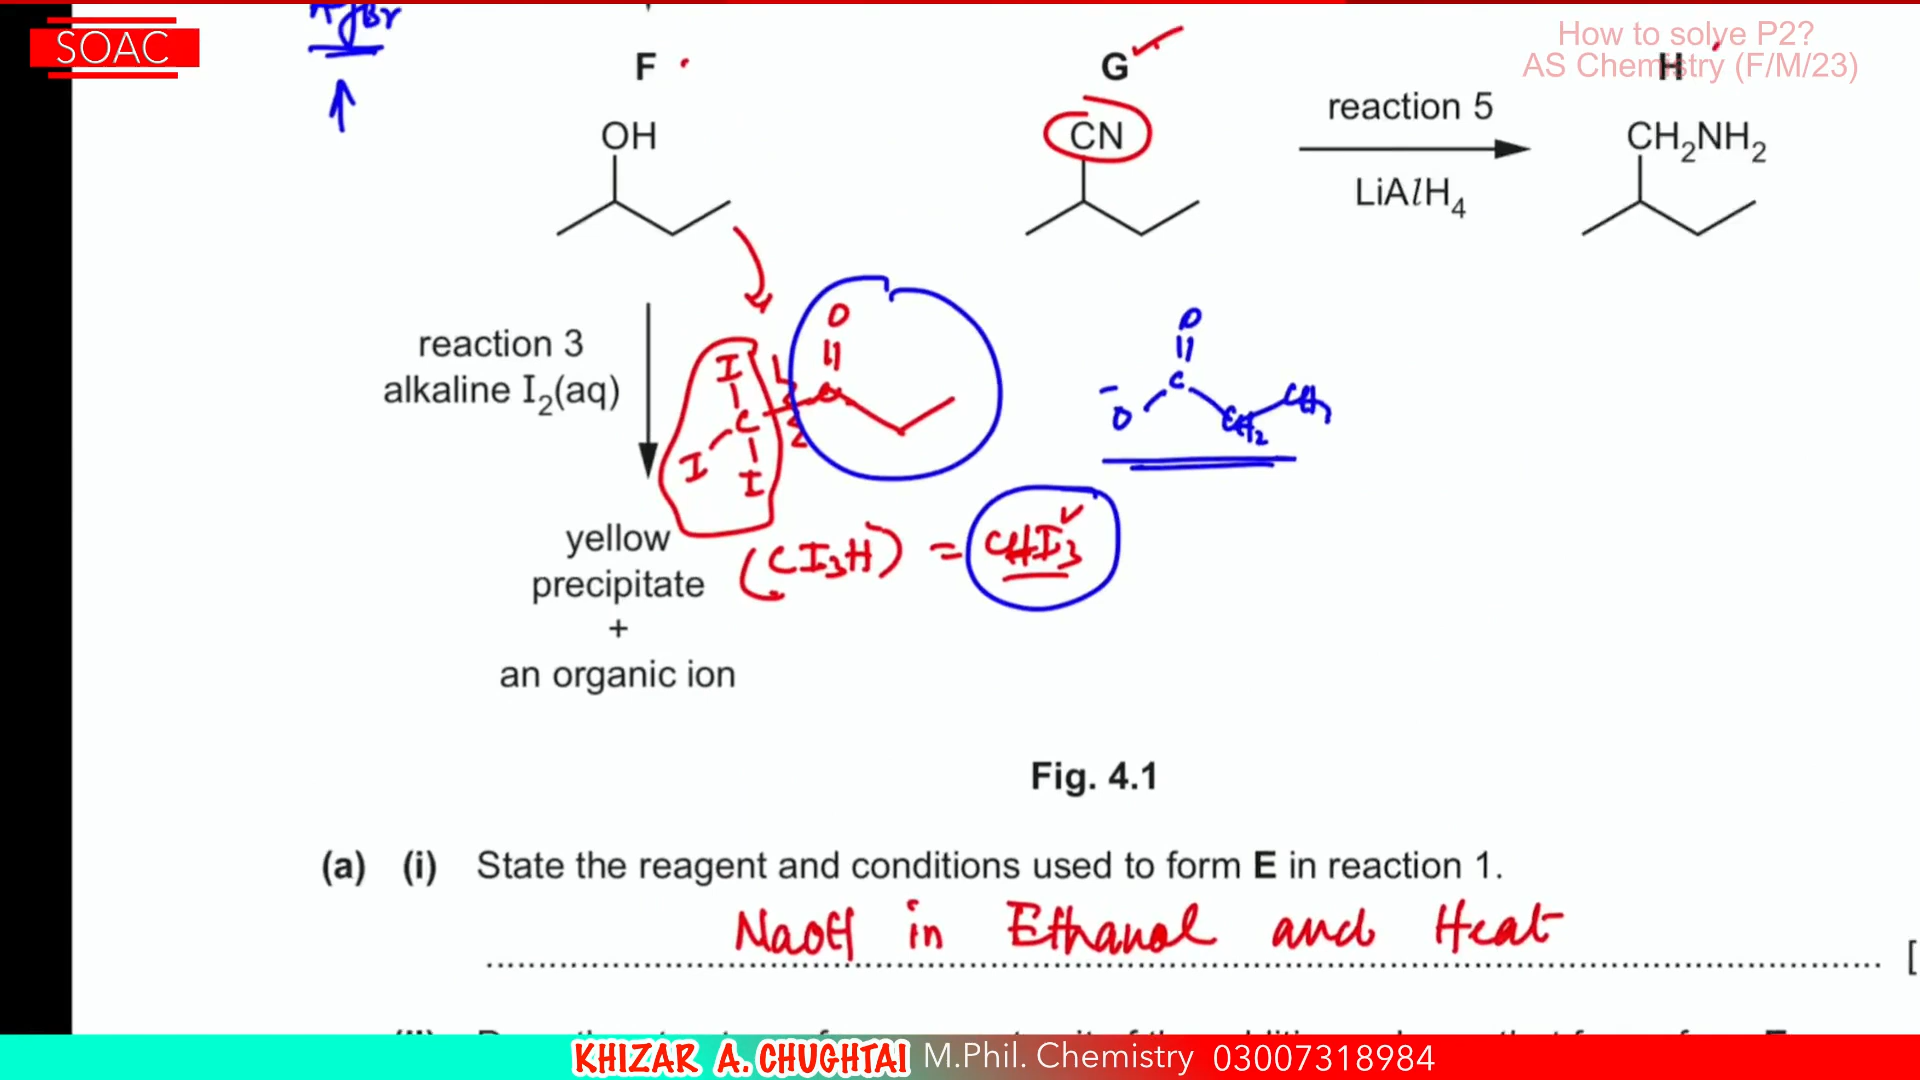 AgBr
SOAC
How to solve P2?
AS Chemistry (F/M/23)
F
G
H
OH
CN
reaction 5
LiAlH4
CH2NH2
reaction 3
alkaline I2(aq)
O
I
C
I
I
O
C
O
CH2
yellow
precipitate
+
an organic ion
(CI3H) = CHI3
Fig. 4.1
(a) (i) State the reagent and conditions used to form E in reaction 1.
NaOH in Ethanol and Heat
[
KHIZAR A. CHUGHTAI M.Phil. Chemistry 03007318984